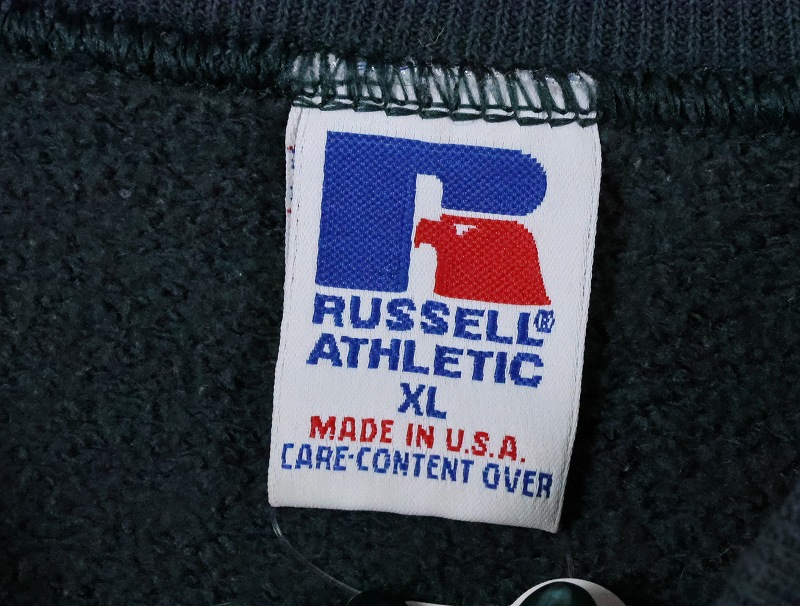 RUSSELL®
ATHLETIC
XL
MADE IN U.S.A.
CARE-CONTENT OVER